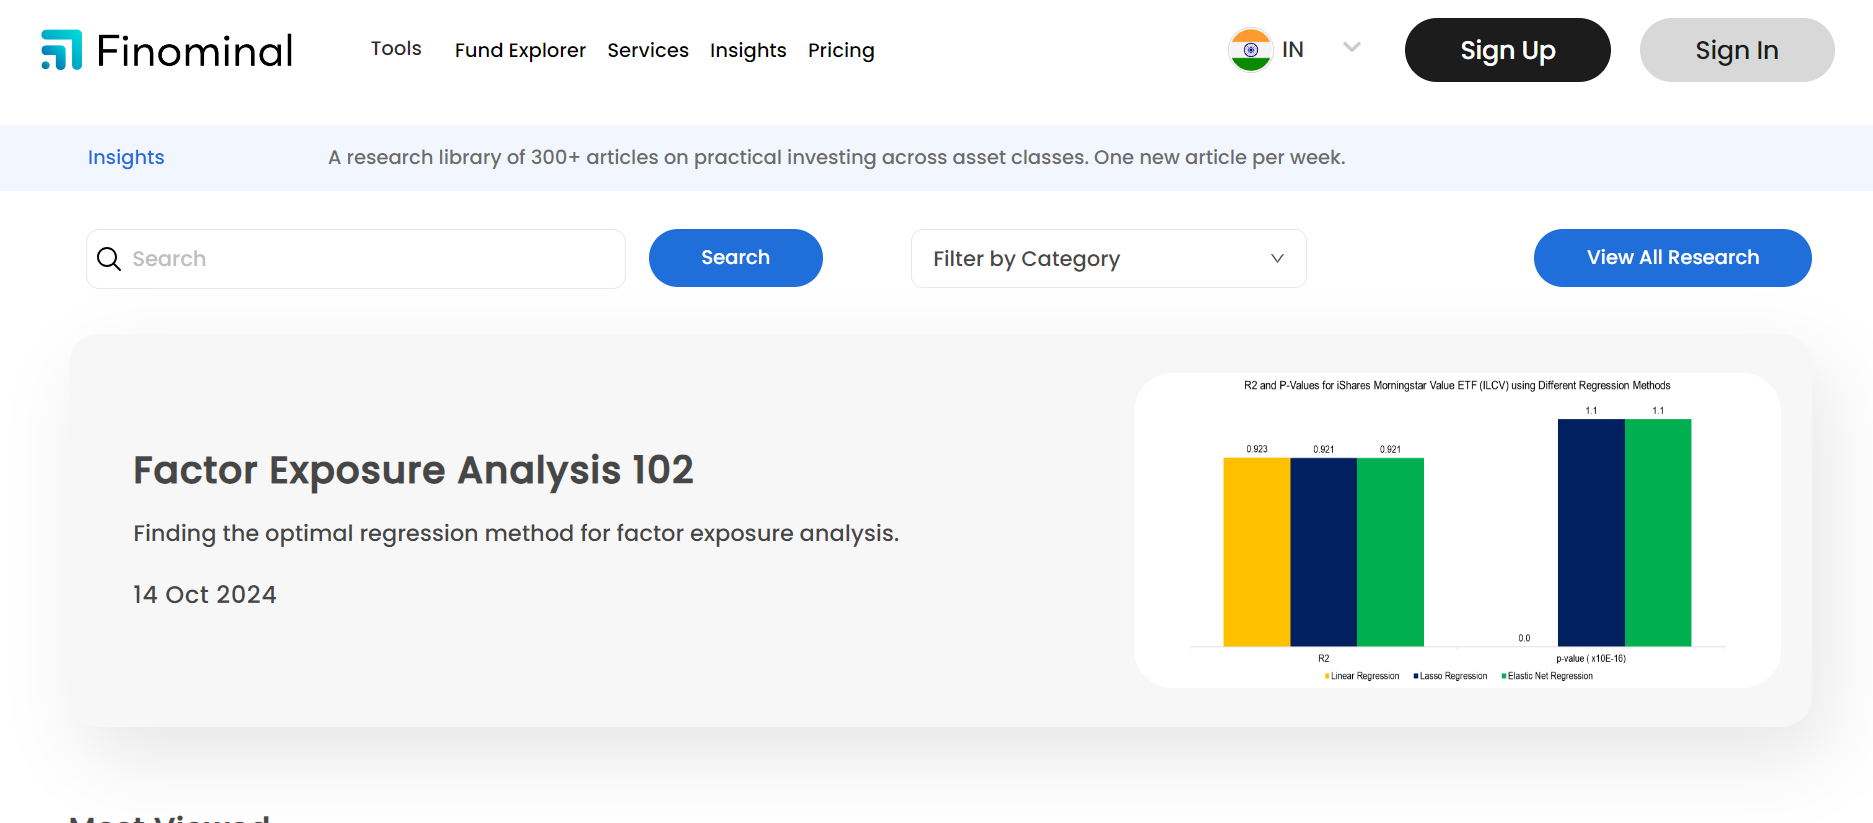 Finominal
Tools Fund Explorer Services Insights Pricing
IN
Sign Up
Sign In
Insights
A research library of 300+ articles on practical investing across asset classes. One new article per week.
Search
Search
Filter by Category
View All Research
Factor Exposure Analysis 102
Finding the optimal regression method for factor exposure analysis.
14 Oct 2024
R2 and P-Values for iShares Morningstar Value ETF (ILCV) using Different Regression Methods
1.1 1.1
0.923 0.921 0.921
0.0
R2 p-value ( x10E-16)
Linear Regression Lasso Regression Elastic Net Regression
Most Viewed